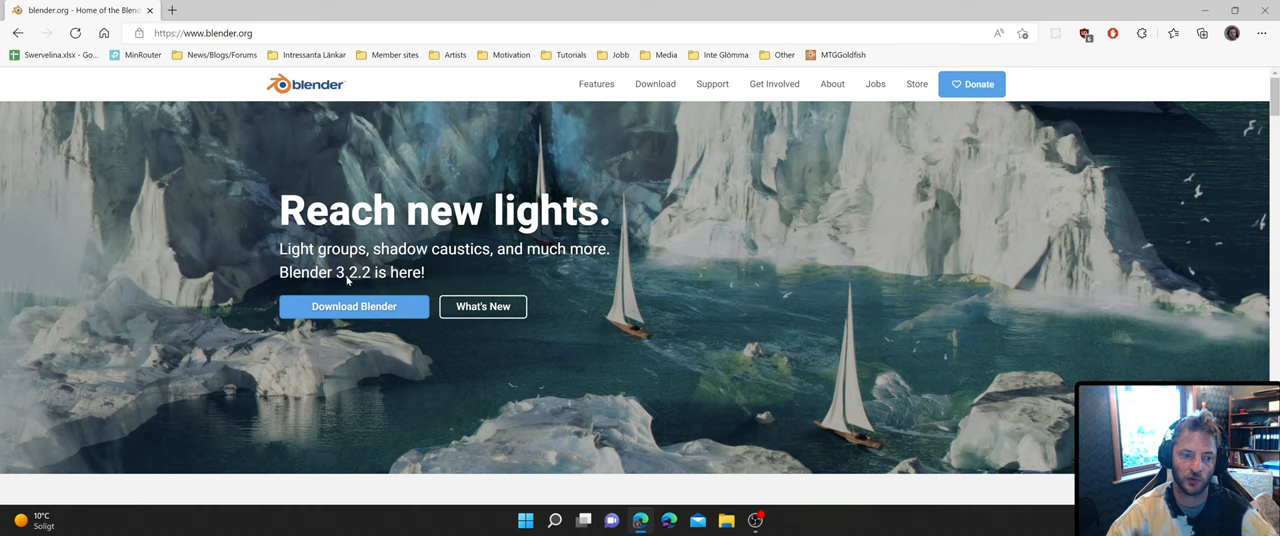 blender.org - Home of the Blend
https://www.blender.org
Swervelina.xlsx - Go...
MinRouter
News/Blogs/Forums
Intressanta Länkar
Member sites
Artists
Motivation
Tutorials
Jobb
Media
Inte Glömma
Other
MTGGoldfish
6
blender
Features
Download
Support
Get Involved
About
Jobs
Store
Donate
Reach new lights.
Light groups, shadow caustics, and much more.
Blender 3.2.2 is here!
Download Blender
What's New
10°C
Soligt